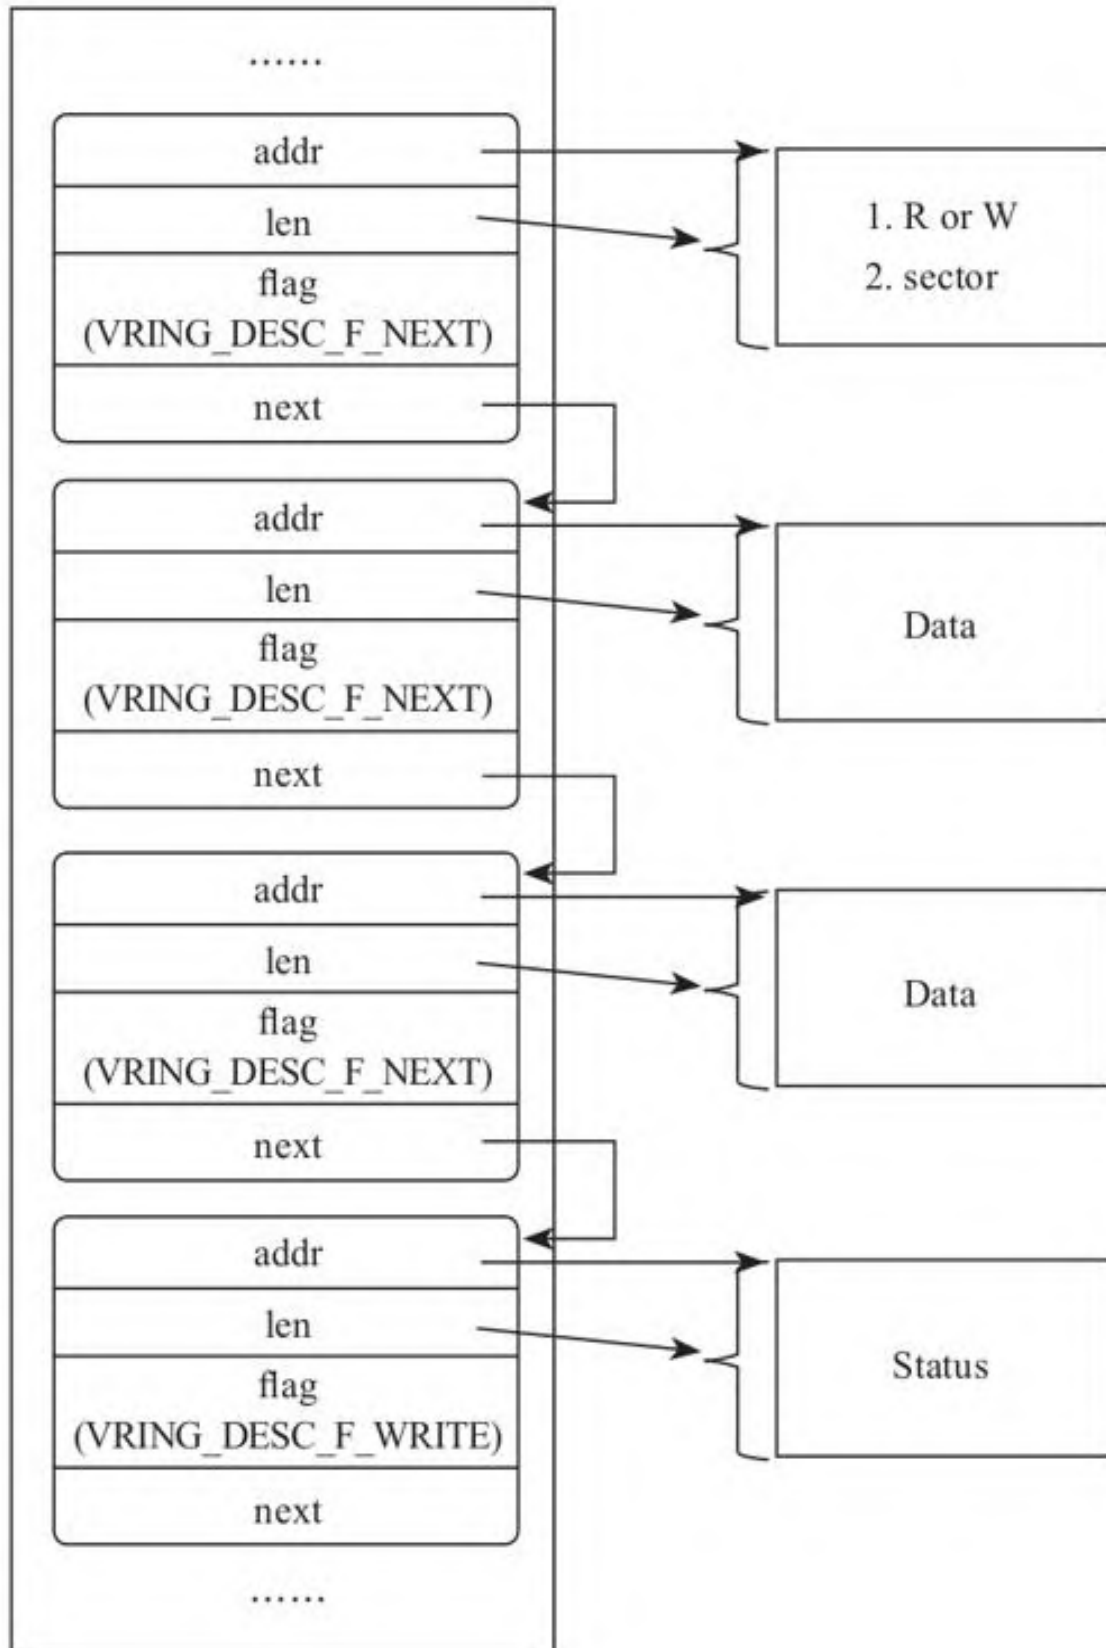 ......
addr
len
flag
(VRING_DESC_F_NEXT)
next
1. R or W
2. sector
addr
len
flag
(VRING_DESC_F_NEXT)
next
Data
addr
len
flag
(VRING_DESC_F_NEXT)
next
Data
addr
len
flag
(VRING_DESC_F_WRITE)
next
Status
......